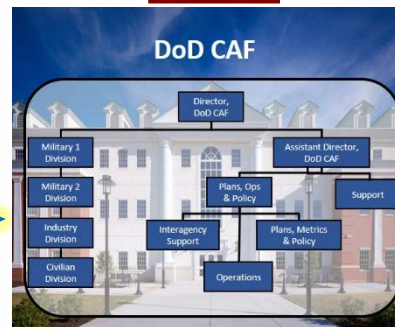 DoD CAF
Director,
DoD CAF
Military 1
Division
Assistant Director,
DoD CAF
Military 2
Division
Plans, Ops
& Policy
Support
Industry
Division
Interagency
Support
Plans, Metrics
& Policy
Civilian
Division
Operations